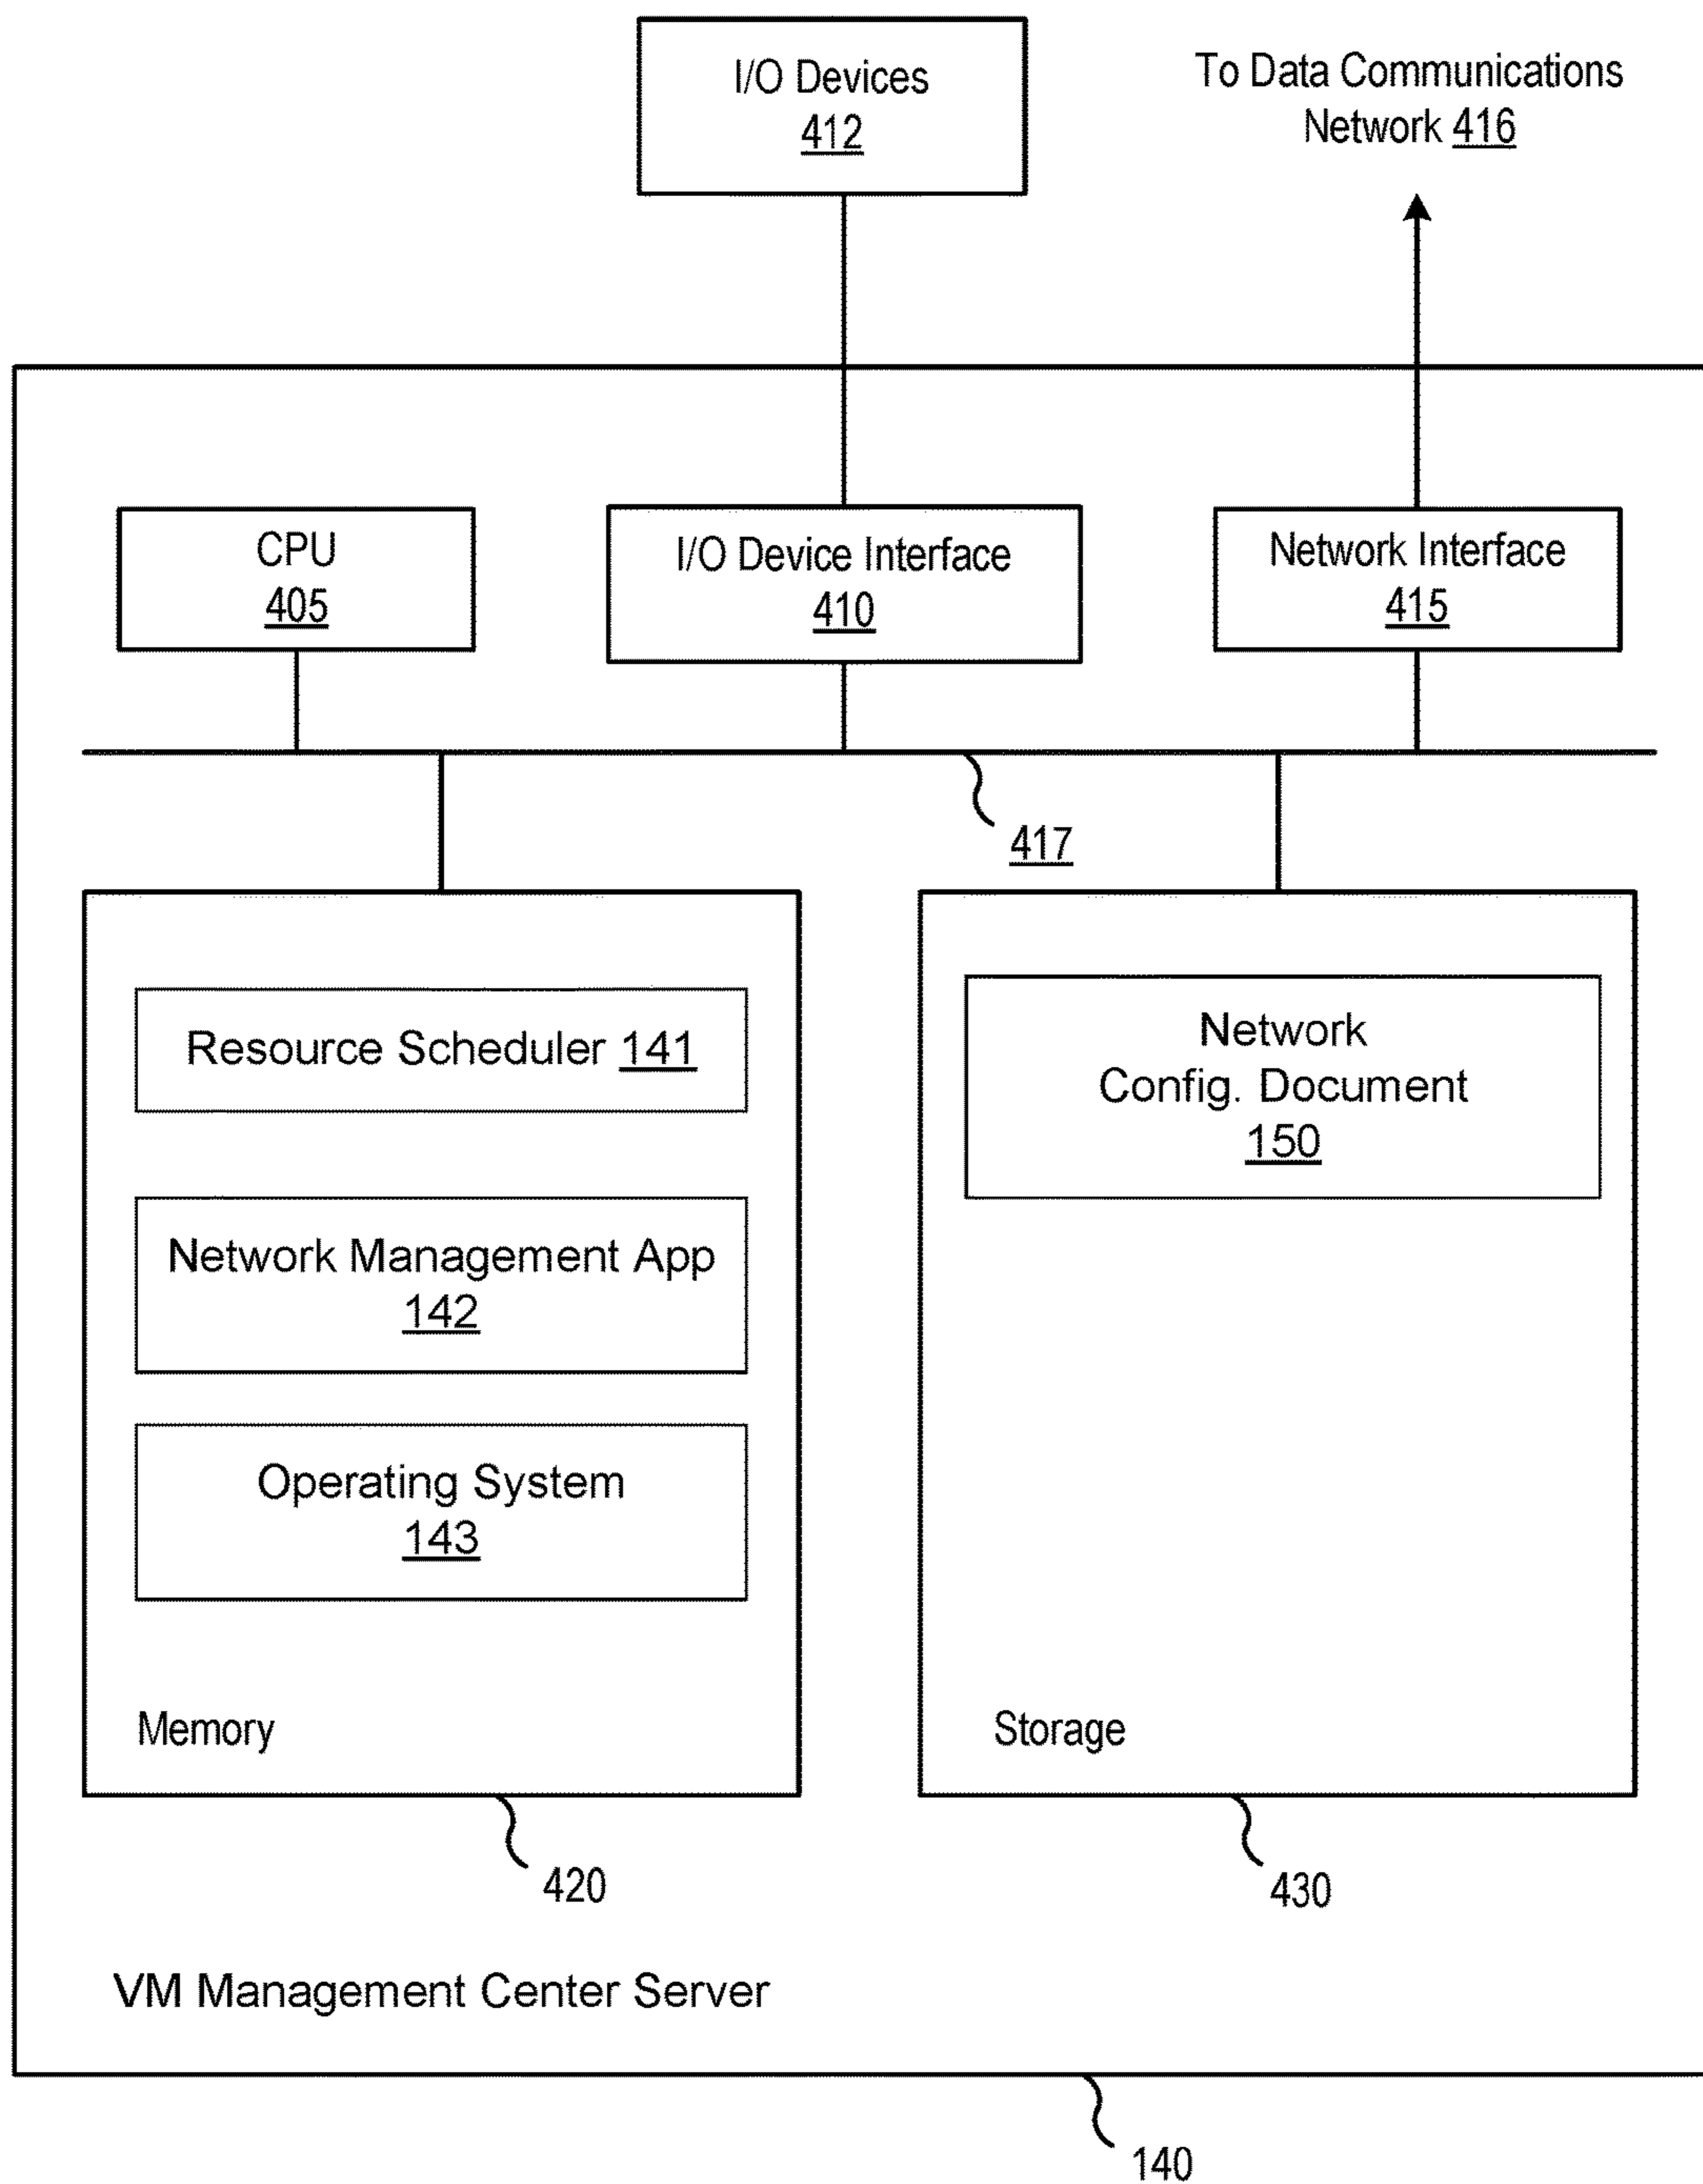 I/O Devices
412
To Data Communications
Network 416
CPU
405
I/O Device Interface
410
Network Interface
415
417
Resource Scheduler 141
Network Management App
142
Operating System
143
Memory
Network
Config. Document
150
Storage
420
430
VM Management Center Server
140